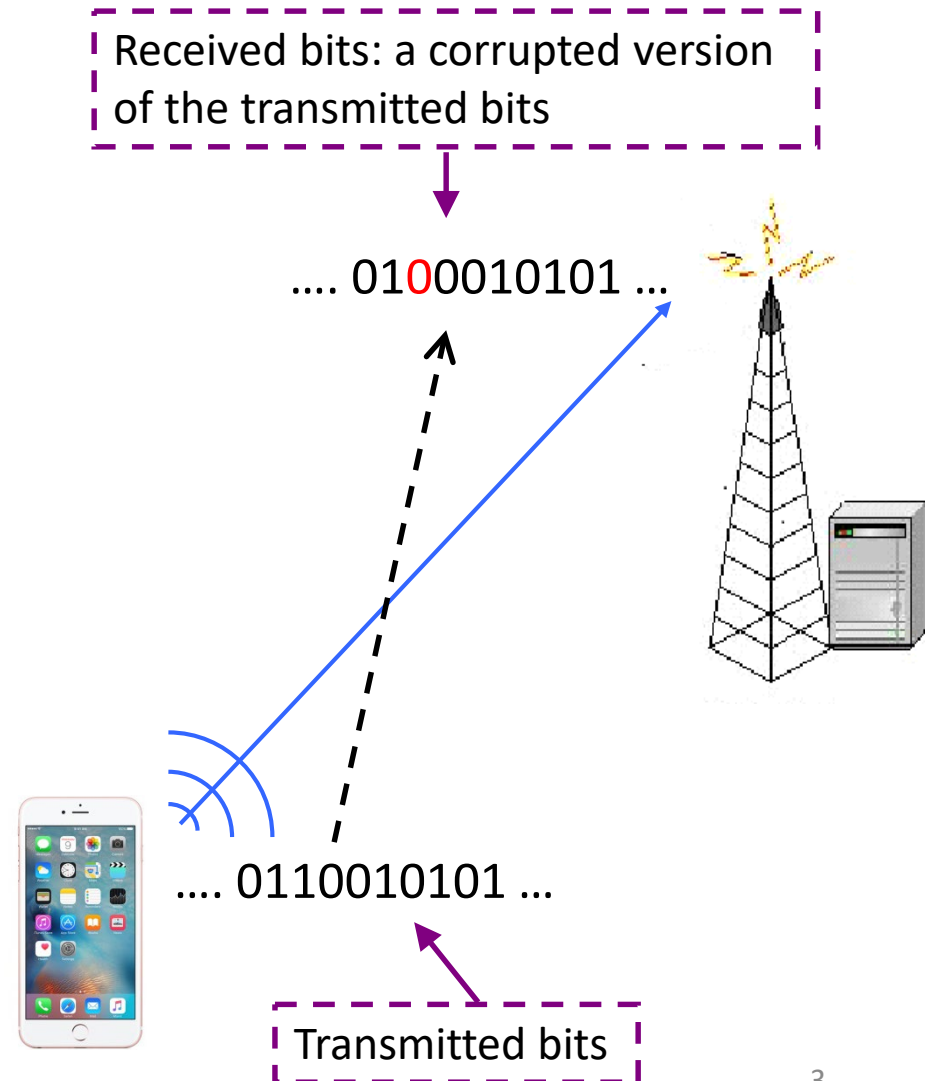 Received bits: a corrupted version
of the transmitted bits
.... 0100010101 ...
.... 0110010101 ...
Transmitted bits
3